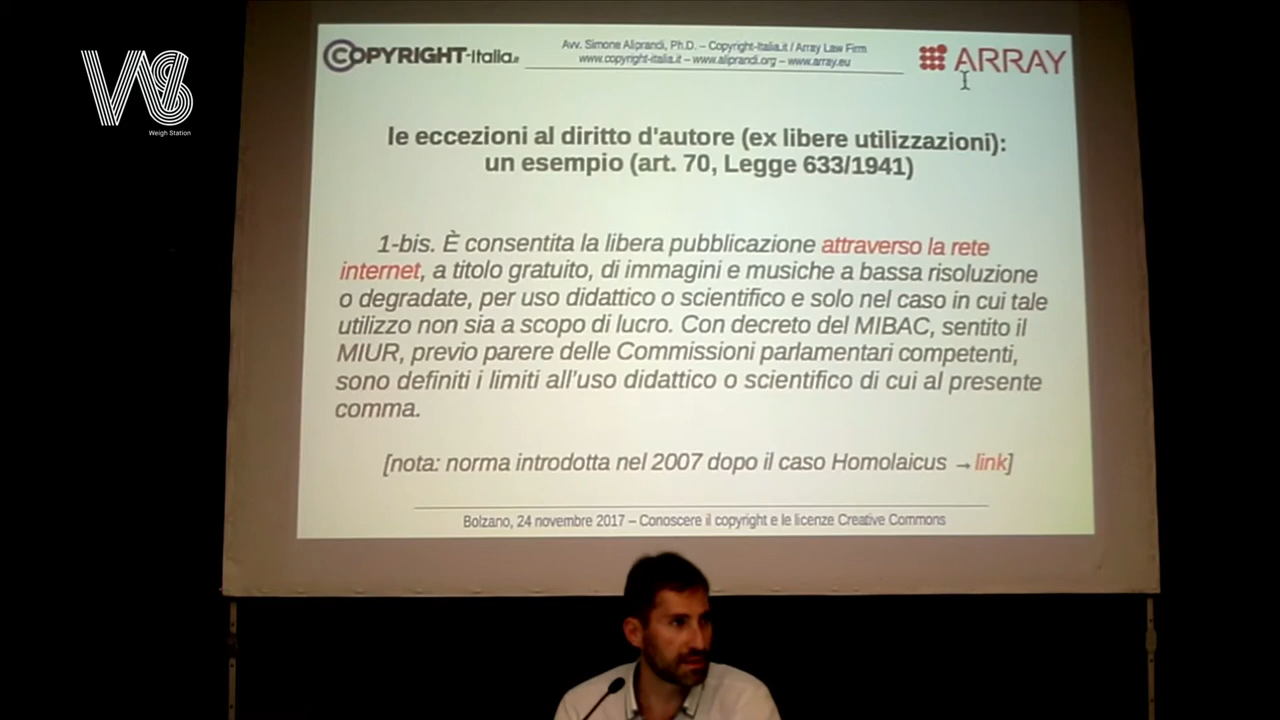 WS
Weigh Station
COPYRIGHT-Italia.it
Avv. Simone Aliprandi, Ph.D. – Copyright-Italia.it / Array Law Firm
www.copyright-italia.it – www.aliprandi.org – www.array.eu
ARRAY
le eccezioni al diritto d'autore (ex libere utilizzazioni):
un esempio (art. 70, Legge 633/1941)
1-bis. È consentita la libera pubblicazione attraverso la rete
internet, a titolo gratuito, di immagini e musiche a bassa risoluzione
o degradate, per uso didattico o scientifico e solo nel caso in cui tale
utilizzo non sia a scopo di lucro. Con decreto del MIBAC, sentito il
MIUR, previo parere delle Commissioni parlamentari competenti,
sono definiti i limiti all'uso didattico o scientifico di cui al presente
comma.
[nota: norma introdotta nel 2007 dopo il caso Homolaicus →link]
Bolzano, 24 novembre 2017 – Conoscere il copyright e le licenze Creative Commons